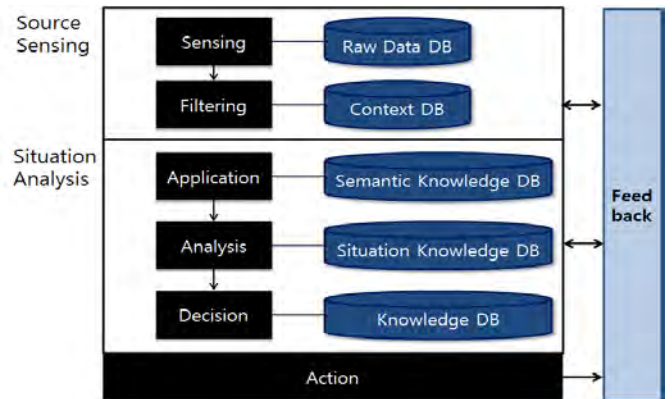 Source
Sensing
Sensing
Raw Data DB
Filtering
Context DB
Situation
Analysis
Application
Semantic Knowledge DB
Feed
back
Analysis
Situation Knowledge DB
Decision
Knowledge DB
Action